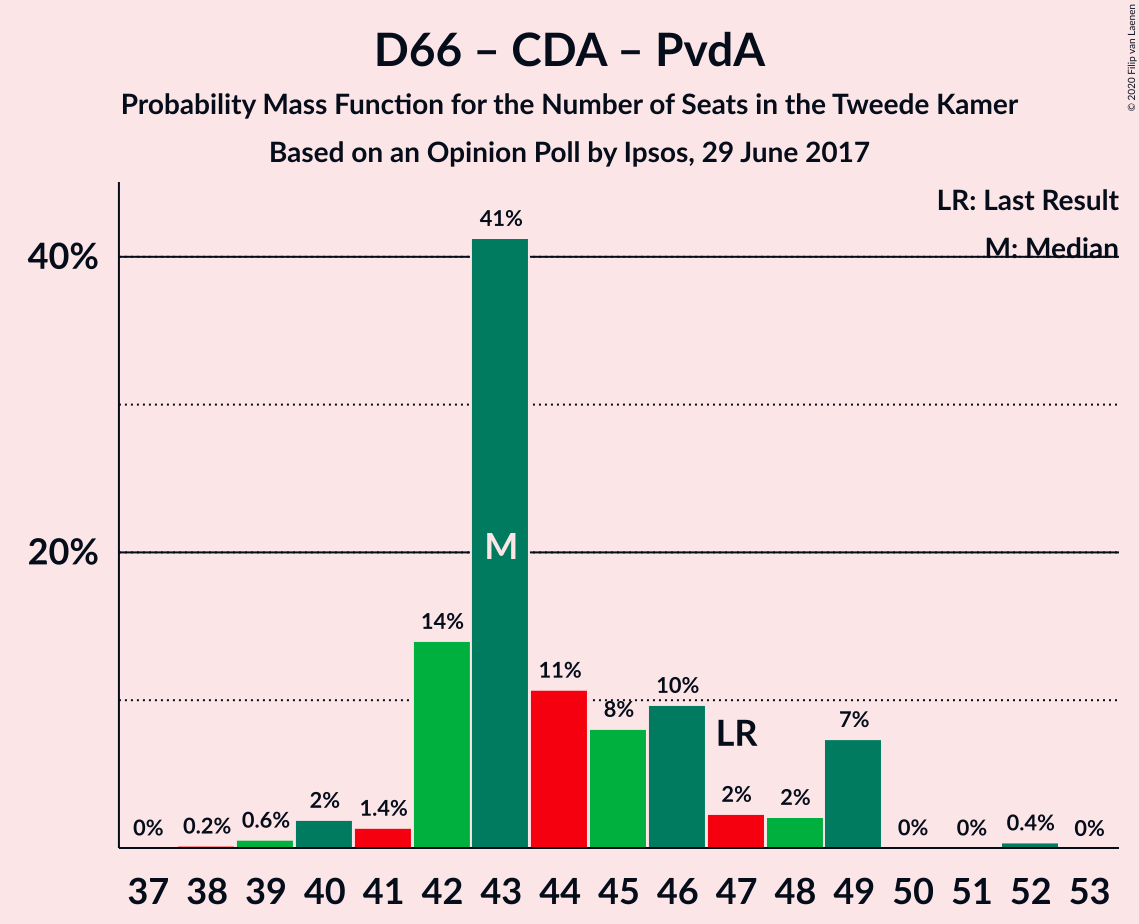 D66 – CDA – PvdA
Probability Mass Function for the Number of Seats in the Tweede Kamer
Based on an Opinion Poll by Ipsos, 29 June 2017
© 2020 Filip van Laenen
LR: Last Result
M: Median
40%
20%
0%
0.2%
0.6%
2%
1.4%
14%
41%
M
11%
8%
10%
LR
2%
2%
7%
0%
0%
0.4%
0%
37 38 39 40 41 42 43 44 45 46 47 48 49 50 51 52 53